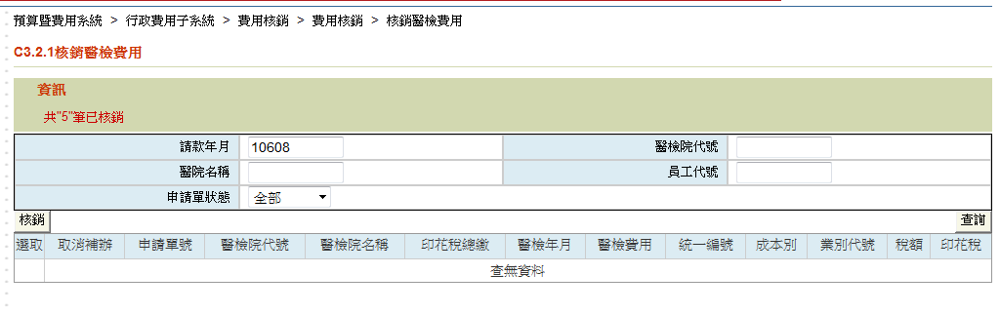 預算暨費用系統 > 行政費用子系統 > 費用核銷 > 費用核銷 > 核銷醫檢費用
C3.2.1核銷醫檢費用
資訊
共"5"筆已核銷
請款年月 10608 醫檢院代號
醫院名稱 員工代號
申請單狀態 全部
核銷 查詢
選取 取消補辦 申請單號 醫檢院代號 醫檢院名稱 印花稅總繳 醫檢年月 醫檢費用 統一編號 成本別 業別代號 稅額 印花稅
查無資料